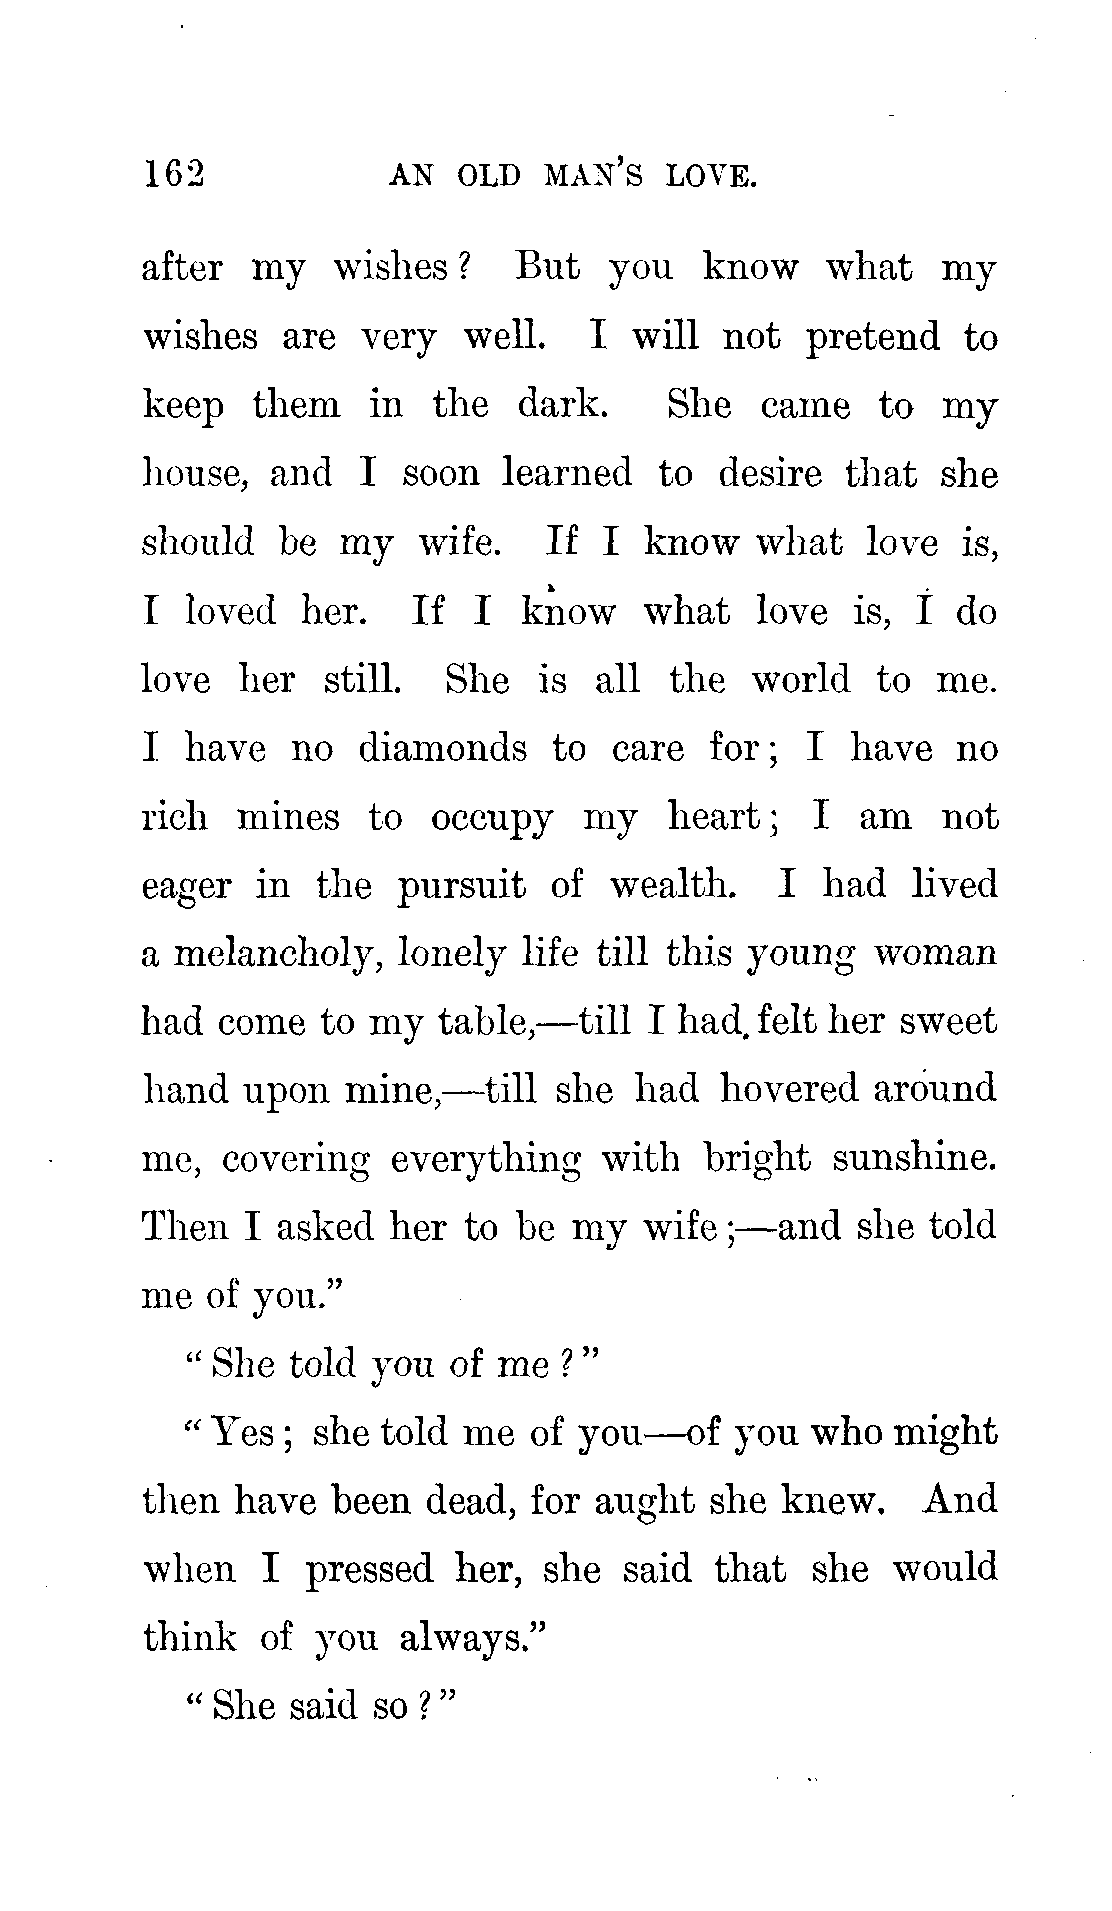 162 AN OLD MAN'S LOVE.
after my wishes? But you know what my
wishes are very well. I will not pretend to
keep them in the dark. She came to my
house, and I soon learned to desire that she
should be my wife. If I know what love is,
I loved her. If I know what love is, I do
love her still. She is all the world to me.
I have no diamonds to care for; I have no
rich mines to occupy my heart; I am not
eager in the pursuit of wealth. I had lived
a melancholy, lonely life till this young woman
had come to my table,—till I had felt her sweet
hand upon mine,—till she had hovered around
me, covering everything with bright sunshine.
Then I asked her to be my wife;—and she told
me of you."
"She told you of me?"
"Yes; she told me of you—of you who might
then have been dead, for aught she knew. And
when I pressed her, she said that she would
think of you always."
"She said so?"